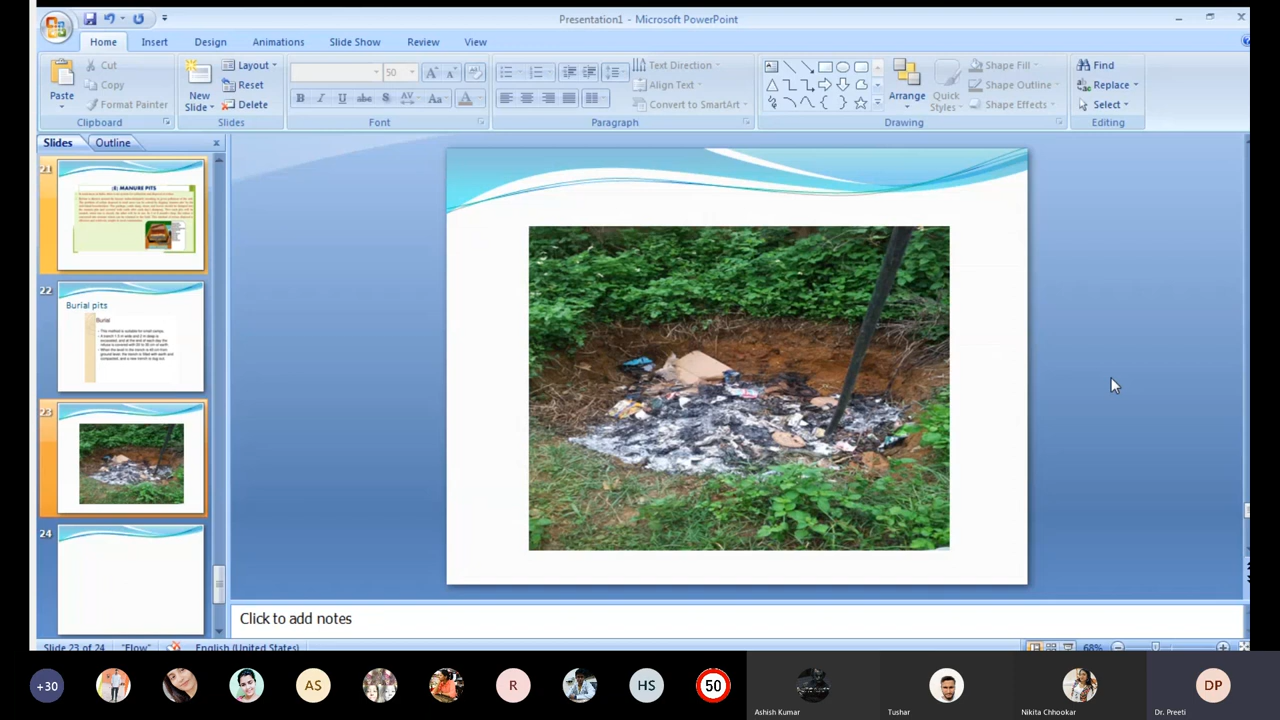 Presentation1 - Microsoft PowerPoint
Home Insert Design Animations Slide Show Review View
Paste
Cut
Copy
Format Painter
Clipboard
New Slide
Layout
Reset
Delete
Slides
50
Font
Text Direction
Align Text
Convert to SmartArt
Paragraph
Arrange
Quick Styles
Shape Fill
Shape Outline
Shape Effects
Drawing
Find
Replace
Select
Editing
Slides Outline
21
MANURE PITS
22
Burial pits
Burial
23
24
Click to add notes
Slide 23 of 24 "Flow" English (United States) 68%
+30 AS R HS 50 DP
Ashish Kumar Tushar Nikita Chhookar Dr. Preeti